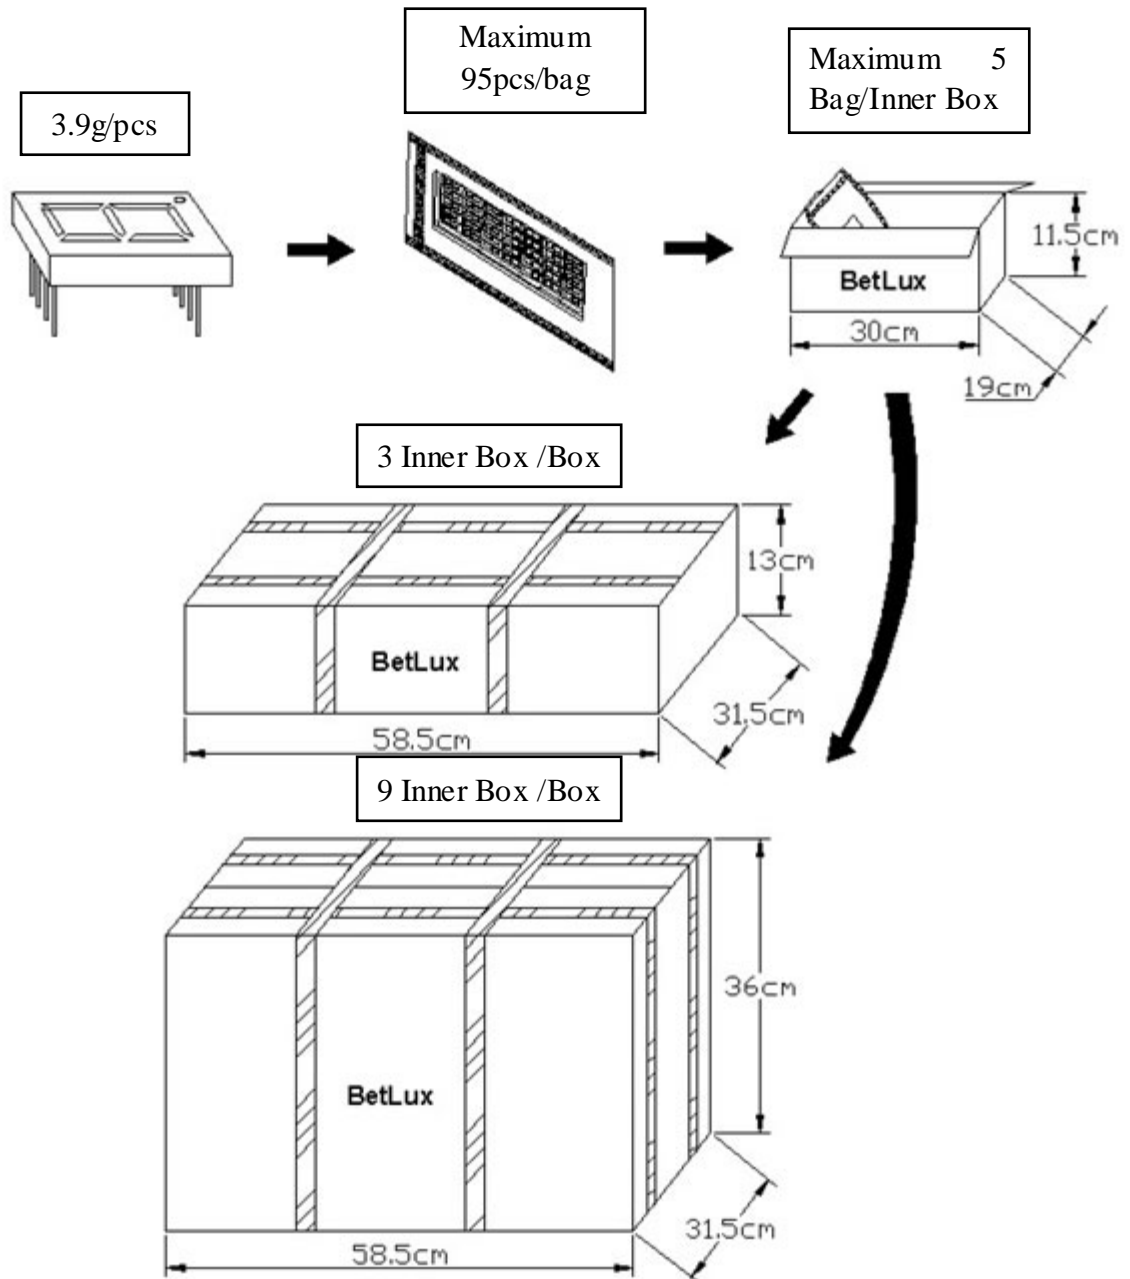 Maximum
95pcs/bag
Maximum 5
Bag/Inner Box
3.9g/pcs
11.5cm
BetLux
30cm
19cm
3 Inner Box /Box
13cm
BetLux
31.5cm
58.5cm
9 Inner Box /Box
36cm
BetLux
31.5cm
58.5cm